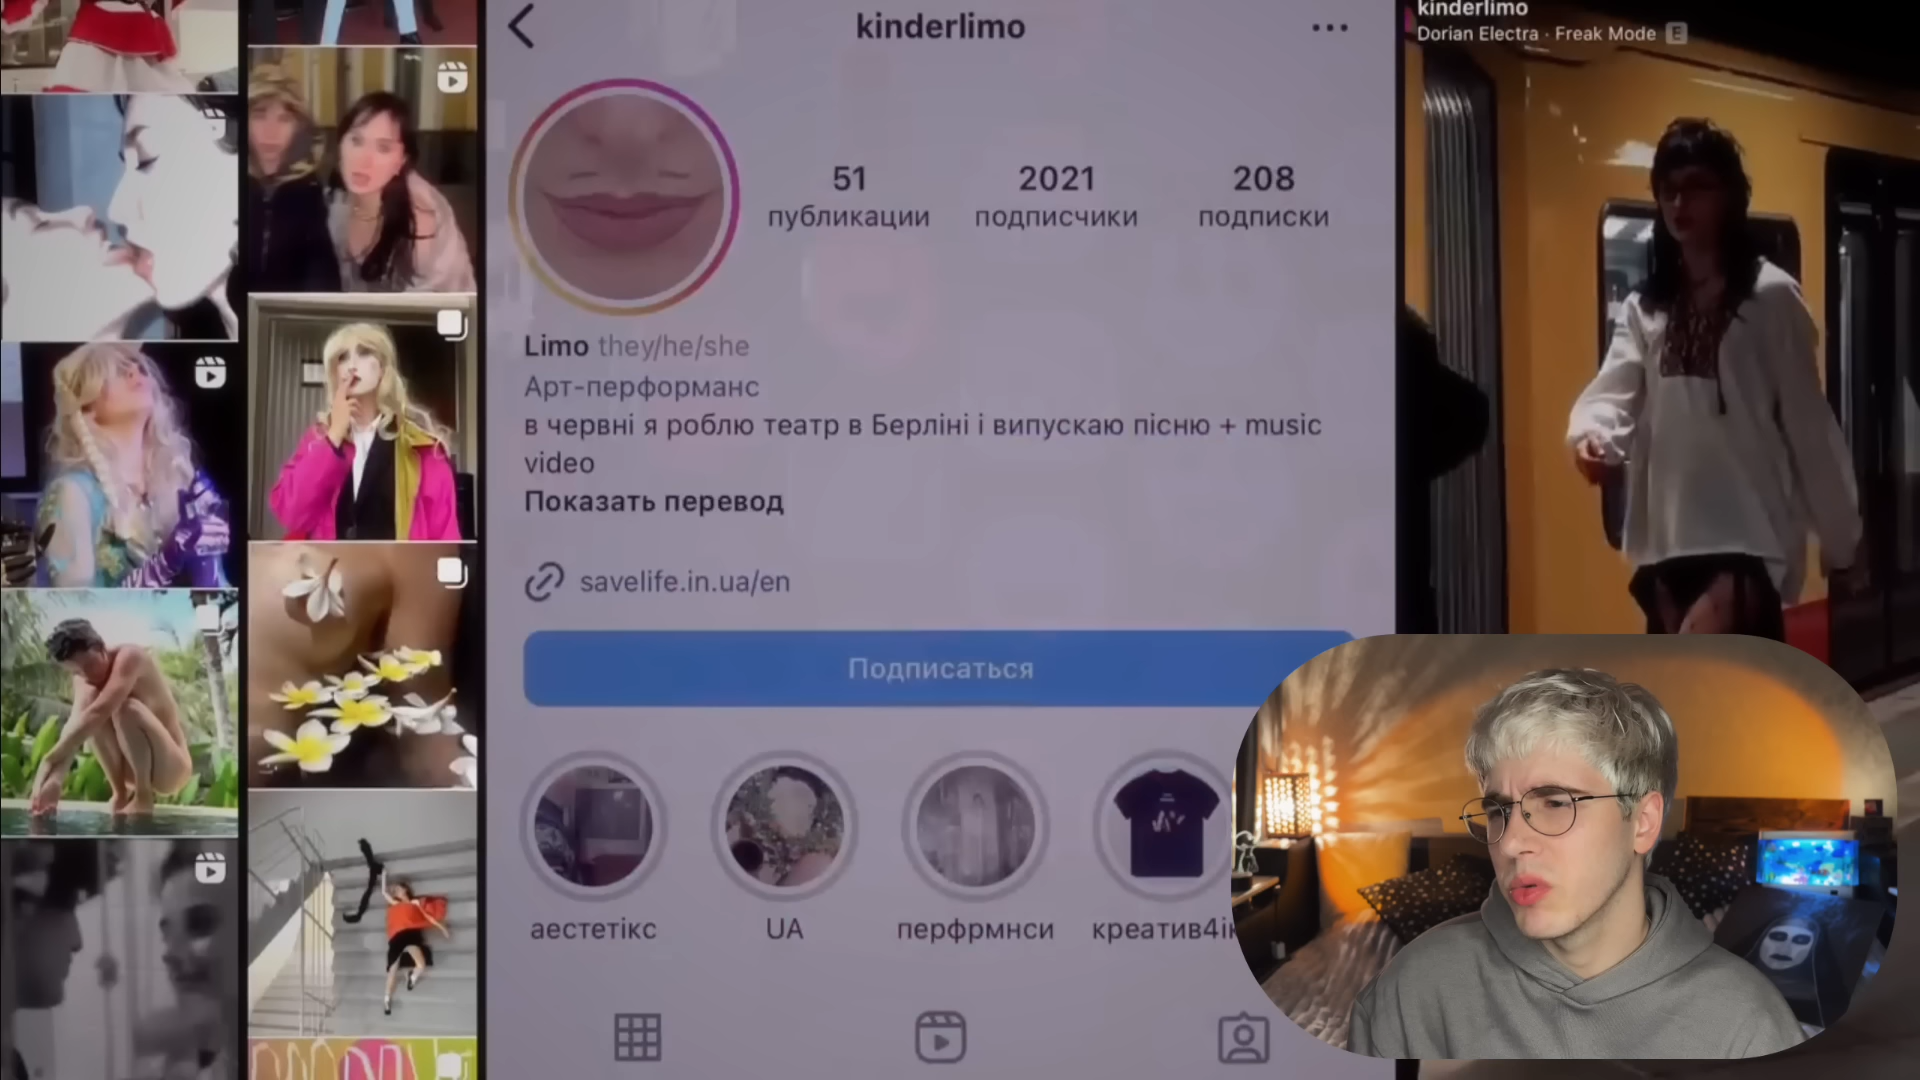 kinderlimo
51
публикации
2021
подписчики
208
подписки
Limo they/he/she
Арт-перформанс
в червні я роблю театр в Берліні і випускаю пісню + music
video
Показать перевод
savelife.in.ua/en
Подписаться
аестетікс
UA
перфрмнси
kinderlimo
Dorian Electra · Freak Mode E